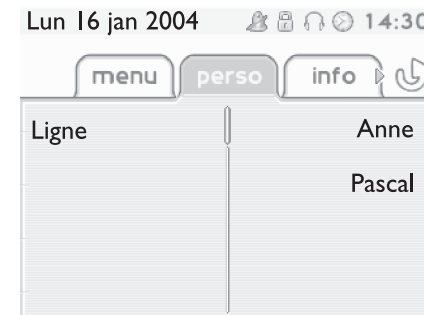 Lun 16 jan 2004 14:30
menu perso info
Ligne Anne
Pascal